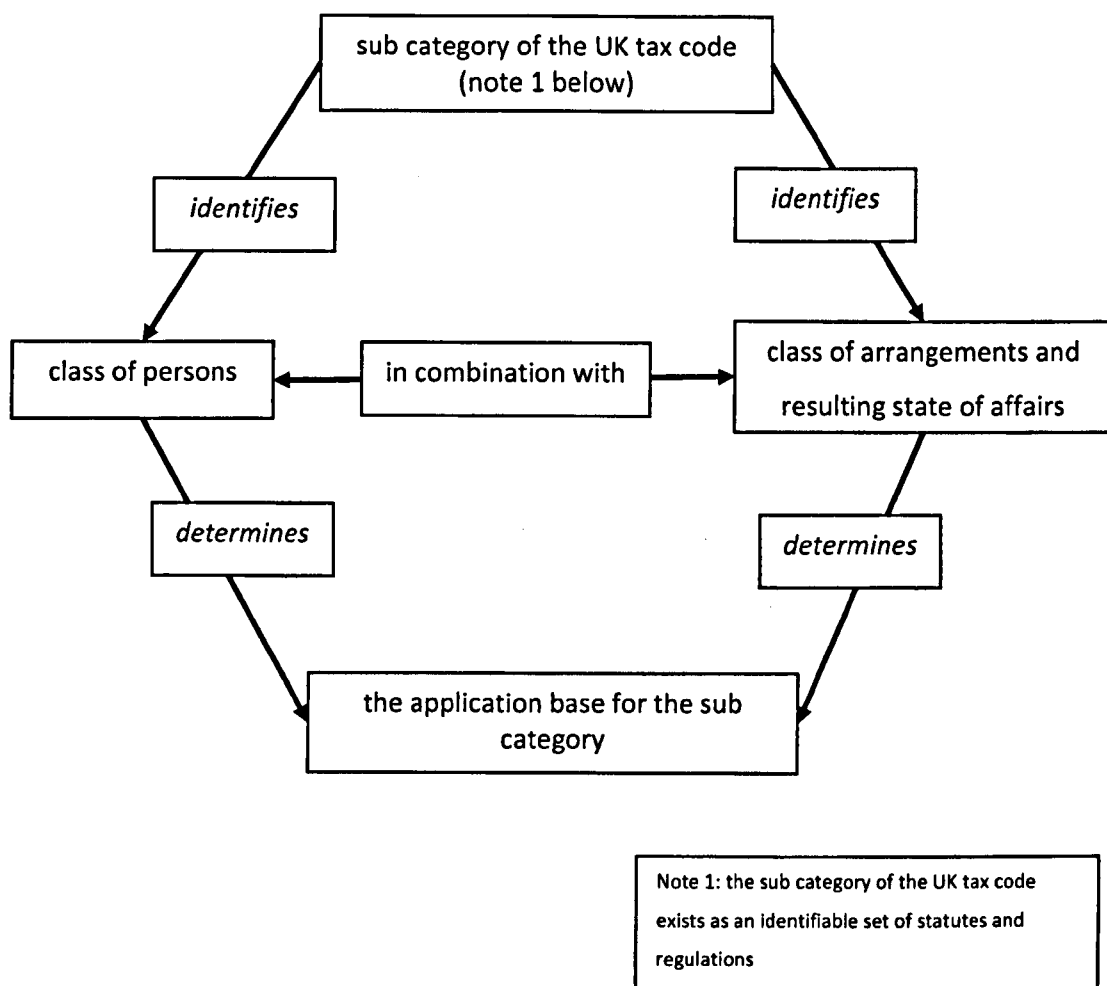 sub category of the UK tax code
(note 1 below)
identifies
identifies
class of persons
in combination with
class of arrangements and
resulting state of affairs
determines
determines
the application base for the sub
category
Note 1: the sub category of the UK tax code
exists as an identifiable set of statutes and
regulations